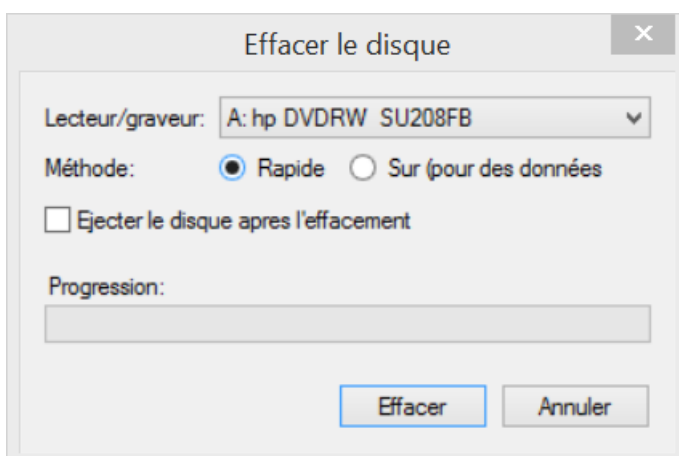 Effacer le disque
Lecteur/graveur: A: hp DVDRW SU208FB
Méthode: Rapide Sur (pour des données
Ejecter le disque apres l'effacement
Progression:
Effacer Annuler